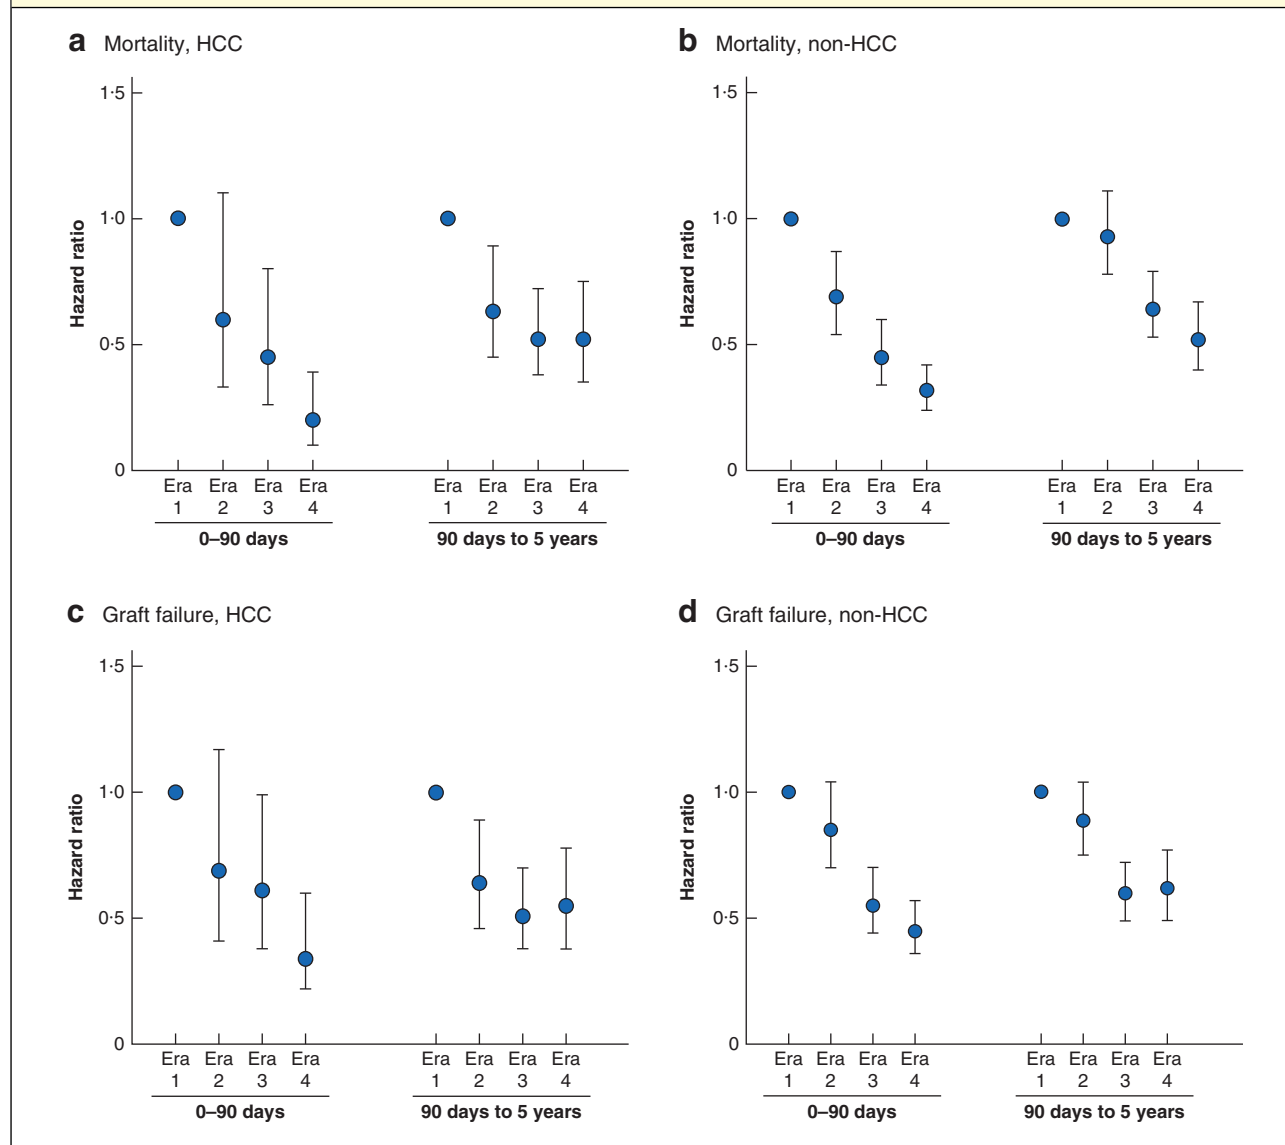 a Mortality, HCC
1·5
1·0
0·5
0
Hazard ratio
Era Era Era Era Era Era Era Era
1 2 3 4 1 2 3 4
0–90 days 90 days to 5 years
b Mortality, non-HCC
1·5
1·0
0·5
0
Hazard ratio
Era Era Era Era Era Era Era Era
1 2 3 4 1 2 3 4
0–90 days 90 days to 5 years
c Graft failure, HCC
1·5
1·0
0·5
0
Hazard ratio
Era Era Era Era Era Era Era Era
1 2 3 4 1 2 3 4
0–90 days 90 days to 5 years
d Graft failure, non-HCC
1·5
1·0
0·5
0
Hazard ratio
Era Era Era Era Era Era Era Era
1 2 3 4 1 2 3 4
0–90 days 90 days to 5 years